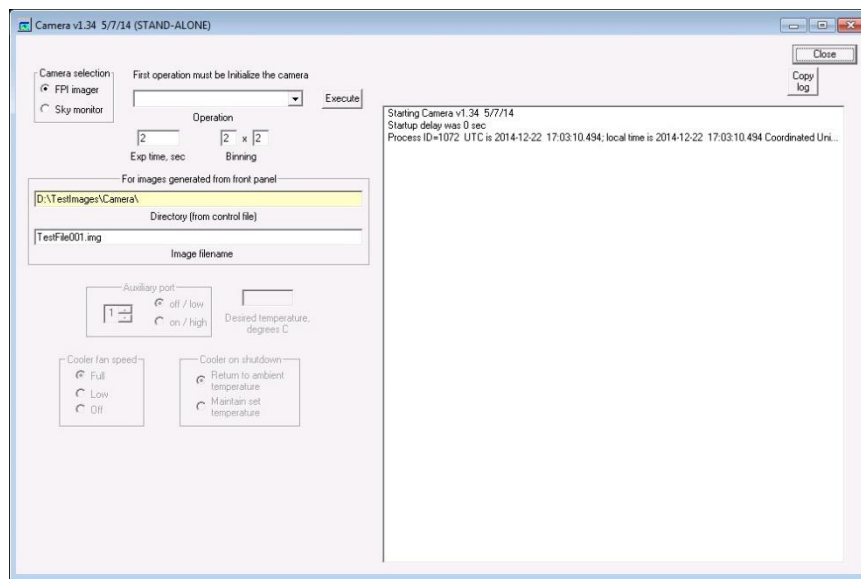 Camera v1.34 5/7/14 (STAND-ALONE)
Close
Copy
log
Camera selection
FPI imager
Sky monitor
First operation must be Initialize the camera
Execute
Operation
2
2 x 2
Exp time, sec
Binning
For images generated from front panel
D:\TestImages\Camera\
Directory (from control file)
TestFile001.img
Image filename
Auxiliary port
1
off / low
on / high
Desired temperature,
degrees C
Cooler fan speed
Full
Low
Off
Cooler on shutdown
Return to ambient
temperature
Maintain set
temperature
Starting Camera v1.34 5/7/14
Startup delay was 0 sec
Process ID=1072 UTC is 2014-12-22 17:03:10.494; local time is 2014-12-22 17:03:10.494 Coordinated Uni...